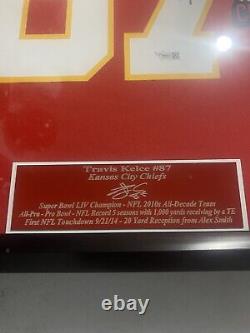 87
Travis Kelce #87
Kansas City Chiefs
Super Bowl LIV Champion - NFL 2010s All-Decade Team
All-Pro - Pro Bowl - NFL Record 5 seasons with 1,000 yards receiving by a TE
First NFL Touchdown 9/21/14 - 20 Yard Reception from Alex Smith